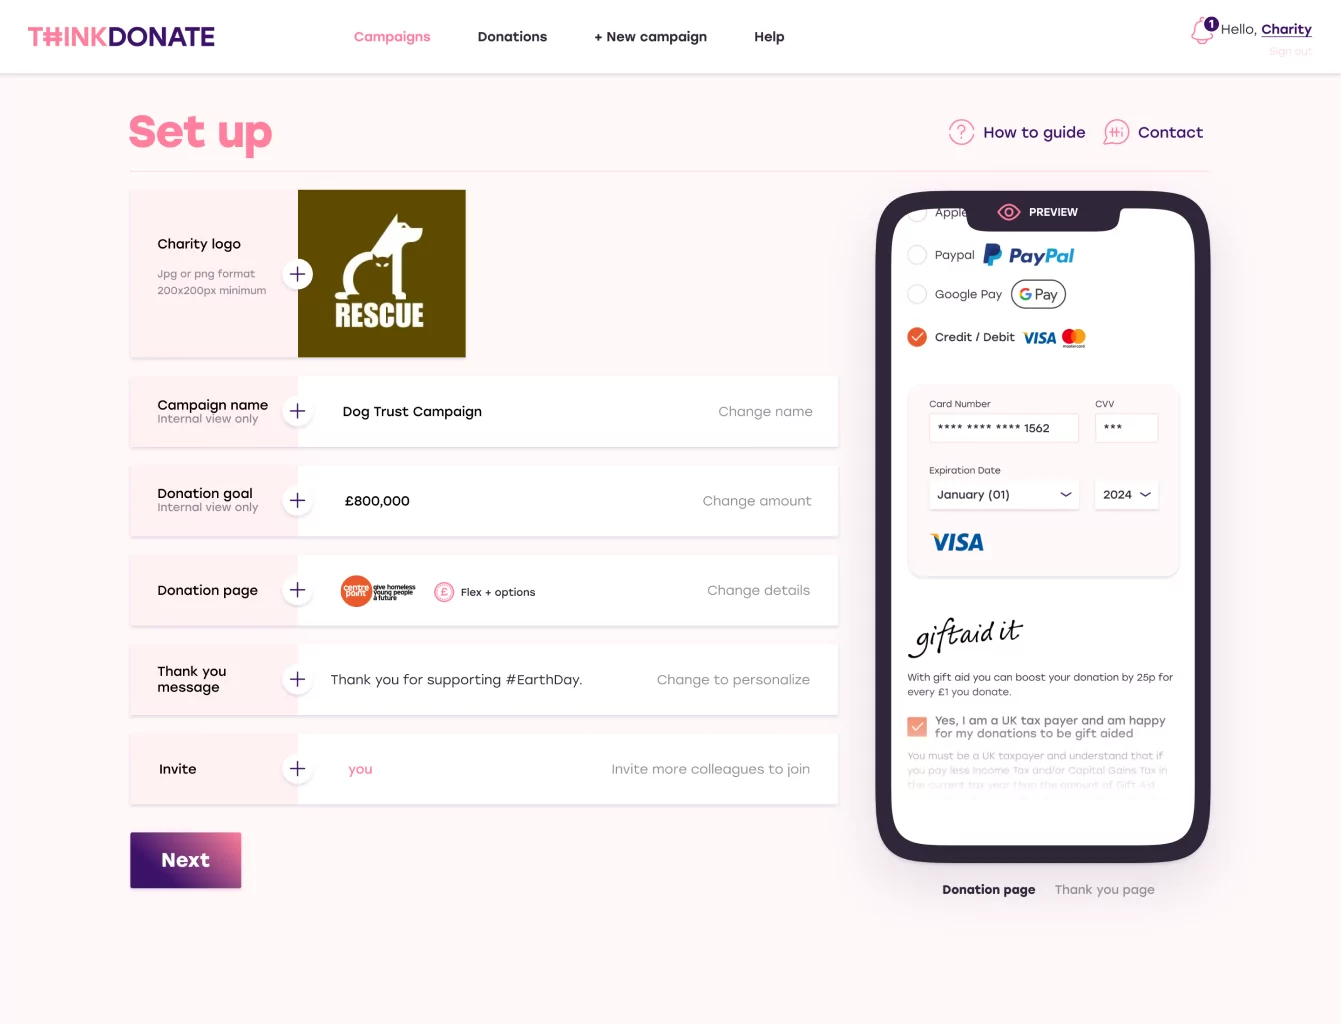 T#INKDONATE
Campaigns
Donations
+ New campaign
Help
1
Hello, Charity
Sign out
Set up
How to guide
Contact
Charity logo
Jpg or png format
200x200px minimum
RESCUE
Campaign name
Internal view only
Dog Trust Campaign
Change name
Donation goal
Internal view only
£800,000
Change amount
Donation page
centre
point
give homeless
young people
a future
£
Flex + options
Change details
Thank you
message
Thank you for supporting #EarthDay.
Change to personalize
Invite
you
Invite more colleagues to join
Next
PREVIEW
Apple
Paypal
PayPal
Google Pay
G Pay
Credit / Debit
VISA
mastercard
Card Number
CVV
**** **** **** 1562
***
Expiration Date
January (01)
2024
VISA
giftaid it
With gift aid you can boost your donation by 25p for
every £1 you donate.
Yes, I am a UK tax payer and am happy
for my donations to be gift aided
You must be a UK taxpayer and understand that if
you pay less Income Tax and/or Capital Gains Tax in
the current tax year than the amount of Gift Aid
Donation page
Thank you page